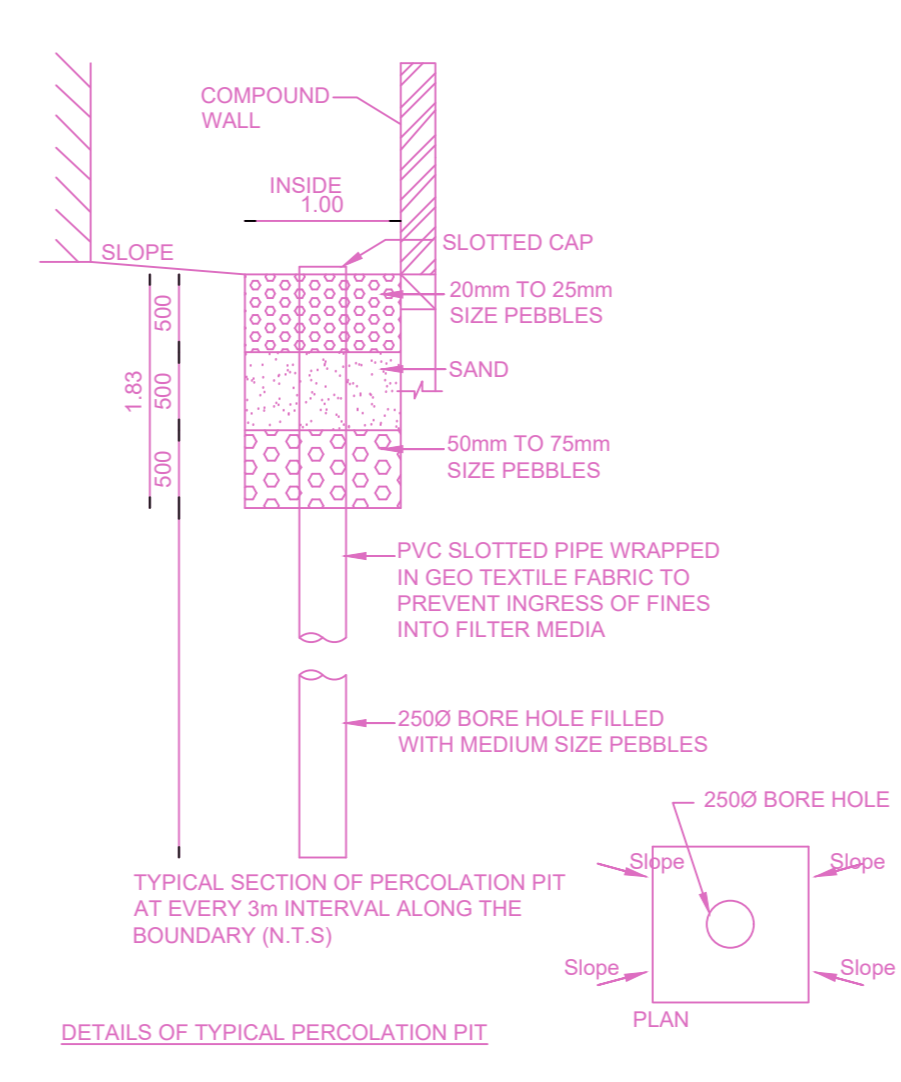 COMPOUND
WALL
INSIDE
1.00
SLOPE
SLOTTED CAP
20mm TO 25mm
SIZE PEBBLES
500
1.83
500
500
SAND
50mm TO 75mm
SIZE PEBBLES
PVC SLOTTED PIPE WRAPPED
IN GEO TEXTILE FABRIC TO
PREVENT INGRESS OF FINES
INTO FILTER MEDIA
250Ø BORE HOLE FILLED
WITH MEDIUM SIZE PEBBLES
250Ø BORE HOLE
Slope
Slope
Slope
Slope
PLAN
TYPICAL SECTION OF PERCOLATION PIT
AT EVERY 3m INTERVAL ALONG THE
BOUNDARY (N.T.S)
DETAILS OF TYPICAL PERCOLATION PIT